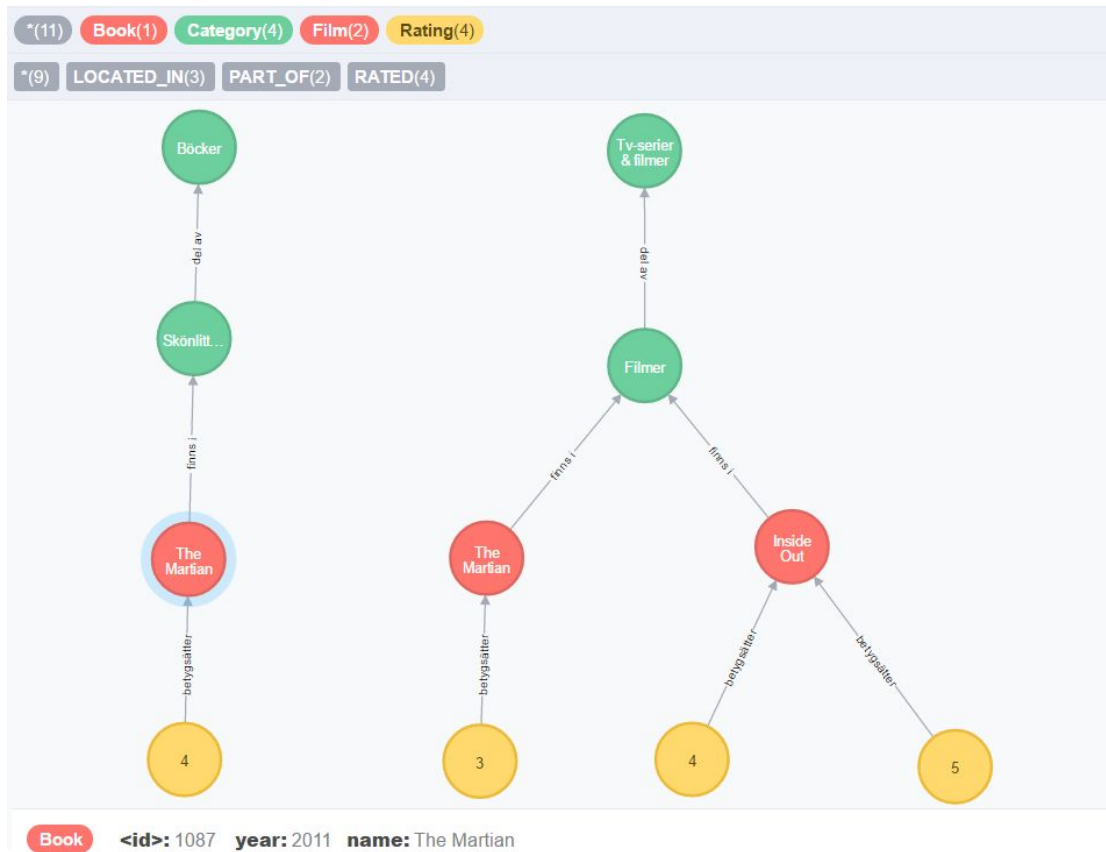 *(11) Book(1) Category(4) Film(2) Rating(4)
*(9) LOCATED_IN(3) PART_OF(2) RATED(4)
Böcker
Tv-serier
& filmer
del av
del av
Skönlitt...
Filmer
finns i
finns i
finns i
The
Martian
The
Martian
Inside
Out
betygsätter
betygsätter
betygsätter
betygsätter
4
3
4
5
Book <id>: 1087 year: 2011 name: The Martian